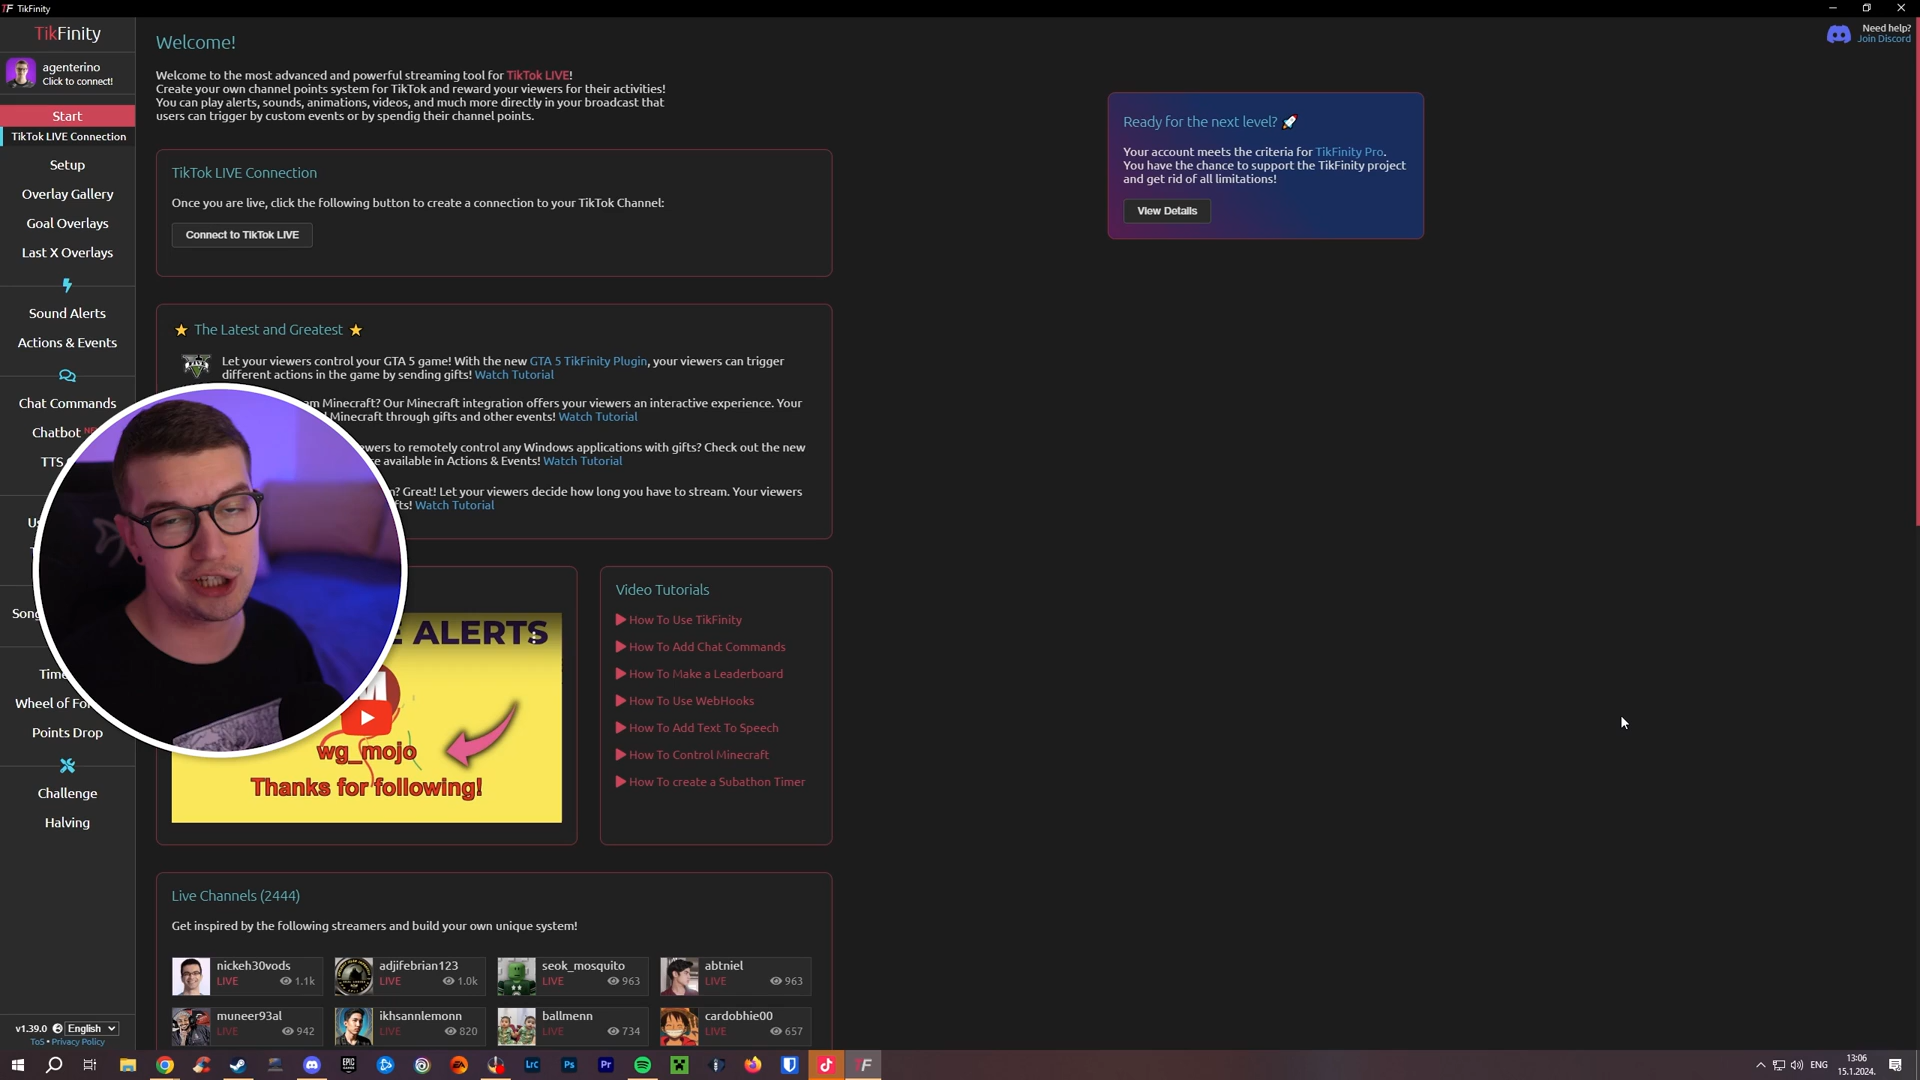 TikFinity
TikFinity
agenterino
Click to connect!
Start
TikTok LIVE Connection
Setup
Overlay Gallery
Goal Overlays
Last X Overlays
Sound Alerts
Actions & Events
Chat Commands
Chatbot
TTS
Song
Points Drop
Challenge
Halving
v1.39.0
English
ToS • Privacy Policy
Welcome!
Welcome to the most advanced and powerful streaming tool for TikTok LIVE!
Create your own channel points system for TikTok and reward your viewers for their activities!
You can play alerts, sounds, animations, videos, and much more directly in your broadcast that
users can trigger by custom events or by spendig their channel points.
TikTok LIVE Connection
Once you are live, click the following button to create a connection to your TikTok Channel:
Connect to TikTok LIVE
The Latest and Greatest
Let your viewers control your GTA 5 game! With the new GTA 5 TikFinity Plugin, your viewers can trigger
different actions in the game by sending gifts! Watch Tutorial
am Minecraft? Our Minecraft integration offers your viewers an interactive experience. Your
Minecraft through gifts and other events! Watch Tutorial
to remotely control any Windows applications with gifts? Check out the new
available in Actions & Events! Watch Tutorial
? Great! Let your viewers decide how long you have to stream. Your viewers
Watch Tutorial
ALERTS
wg_mojo
Thanks for following!
Video Tutorials
How To Use TikFinity
How To Add Chat Commands
How To Make a Leaderboard
How To Use WebHooks
How To Add Text To Speech
How To Control Minecraft
How To create a Subathon Timer
Live Channels (2444)
Get inspired by the following streamers and build your own unique system!
nickeh30vods
LIVE 1.1k
adjifebrian123
LIVE 1.0k
seok_mosquito
LIVE 963
abtniel
LIVE 963
muneer93al
LIVE 942
ikhsannlemonn
LIVE 820
ballmenn
LIVE 734
cardobhie00
LIVE 657
Need help?
Join Discord
Ready for the next level?
Your account meets the criteria for TikFinity Pro.
You have the chance to support the TikFinity project
and get rid of all limitations!
View Details
EPIC
GAMES
EA
Lrc
Ps
Pr
ENG
13:06
15.1.2024.